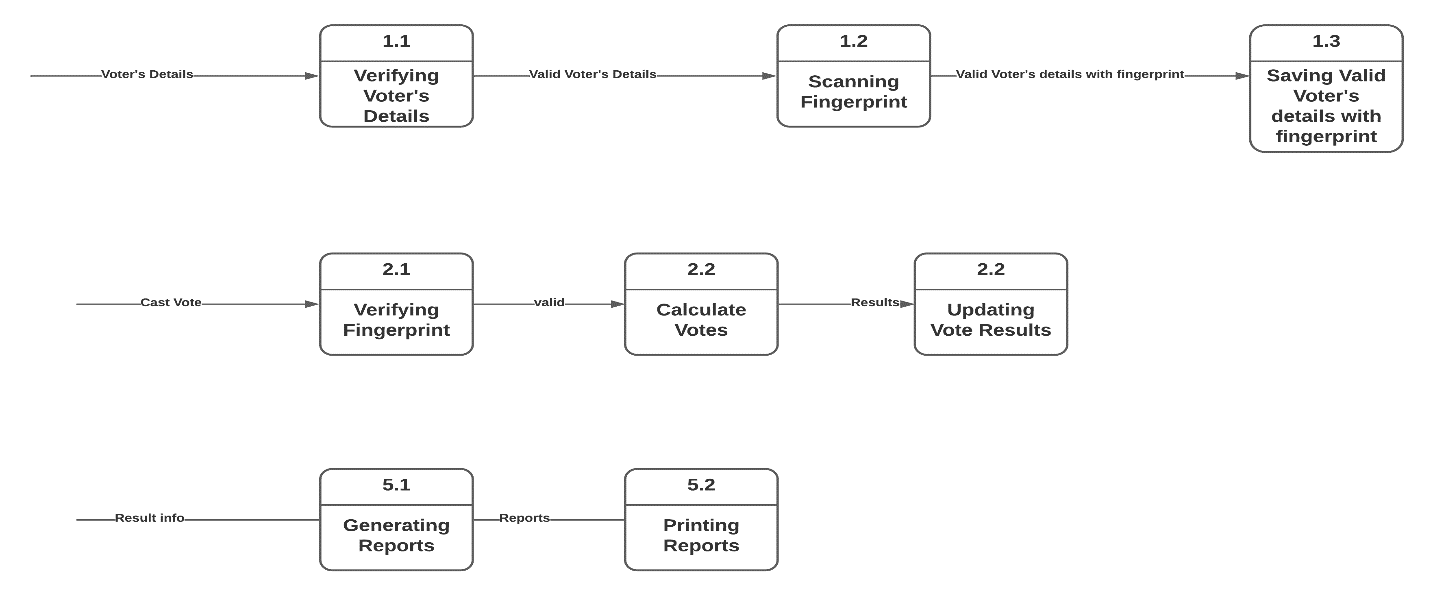 1.1
1.2
1.3
Voter's Details
Verifying
Voter's
Details
Valid Voter's Details
Scanning
Fingerprint
Valid Voter's details with fingerprint
Saving Valid
Voter's
details with
fingerprint
2.1
2.2
2.2
Cast Vote
Verifying
Fingerprint
valid
Calculate
Votes
Results
Updating
Vote Results
5.1
5.2
Result info
Generating
Reports
Reports
Printing
Reports